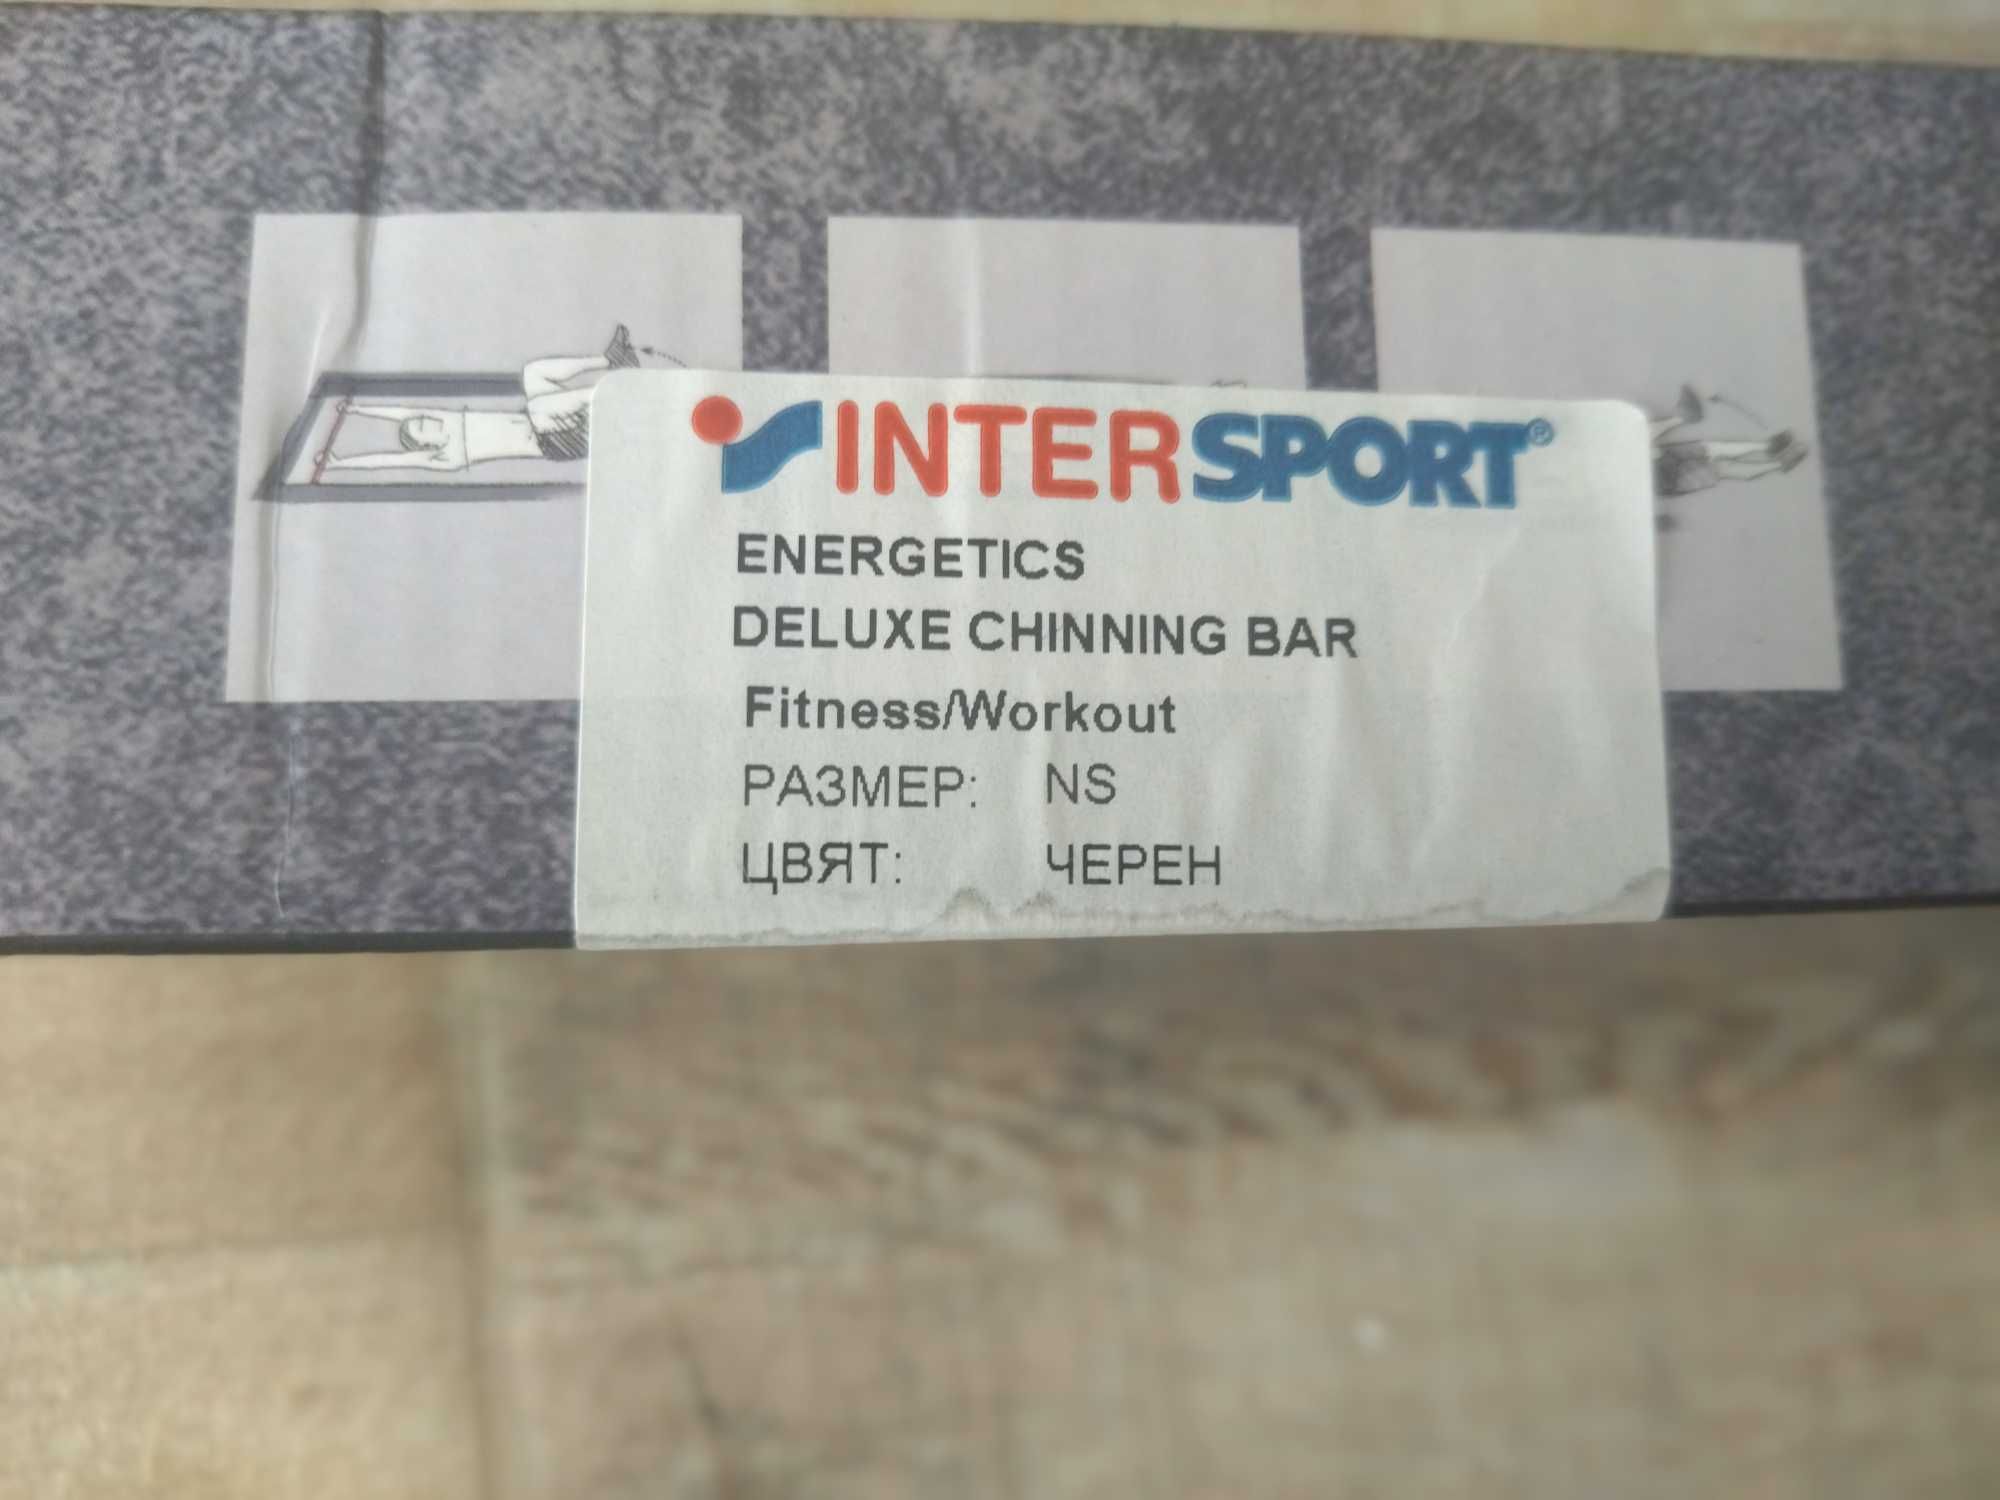 INTERSPORT®
ENERGETICS
DELUXE CHINNING BAR
Fitness/Workout
РАЗМЕР: NS
ЦВЯТ: ЧЕРЕН